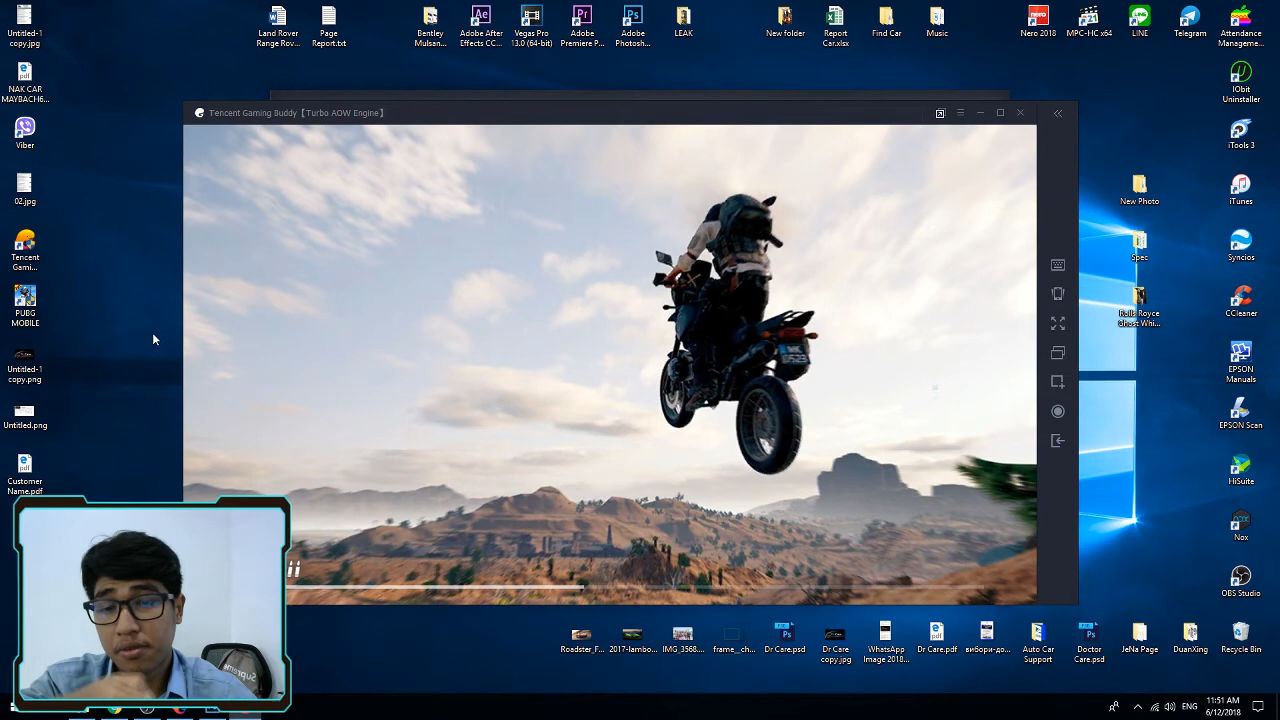 Untitled-1
copy.jpg
Land Rover
Range Rov...
Page
Report.txt
Bentley
Mulsan...
Adobe After
Effects CC...
Vegas Pro
13.0 (64-bit)
Adobe
Premiere P...
Adobe
Photosh...
LEAK
New folder
Report
Car.xlsx
Find Car
Music
Nero 2018
MPC-HC x64
LINE
Telegram
Attendance
Manageme...
NAK CAR
MAYBACH6...
IObit
Uninstaller
Tencent Gaming Buddy【Turbo AOW Engine】
Viber
iTools 3
02.jpg
New Photo
iTunes
Tencent
Gami...
Spec
Syncios
PUBG
MOBILE
Rolls Royce
Ghost Whi...
CCleaner
Untitled-1
copy.png
EPSON
Manuals
Untitled.png
EPSON Scan
Customer
Name.pdf
HiSuite
Nox
OBS Studio
Roadster_F...
2017-lambo...
IMG_3568....
frame__ch...
Dr Care.psd
Dr Care
copy.jpg
WhatsApp
Image 2018...
Dr Care.pdf
вибори-до...
Auto Car
Support
Doctor
Care.psd
JeNa Page
DuanXing
Recycle Bin
ENG
11:51 AM
6/12/2018